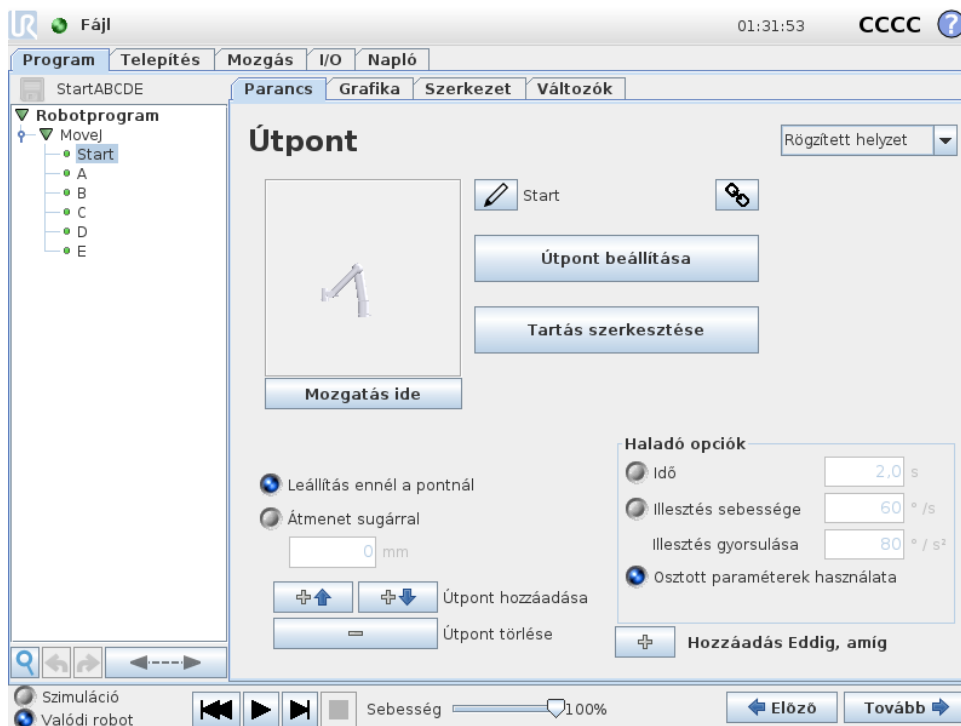 UR Fájl 01:31:53 CCCC ?
Program Telepítés Mozgás I/O Napló
StartABCDE
Parancs Grafika Szerkezet Változók
Robotprogram
MoveJ
Start
A
B
C
D
E
Útpont
Rögzített helyzet
Start
Útpont beállítása
Tartás szerkesztése
Mozgatás ide
Leállítás ennél a pontnál
Átmenet sugárral
0 mm
Útpont hozzáadása
Útpont törlése
Haladó opciók
Idő 2,0 s
Illesztés sebessége 60 ° /s
Illesztés gyorsulása 80 ° / s²
Osztott paraméterek használata
Hozzáadás Eddig, amíg
Szimuláció
Valódi robot
Sebesség 100%
Előző Tovább